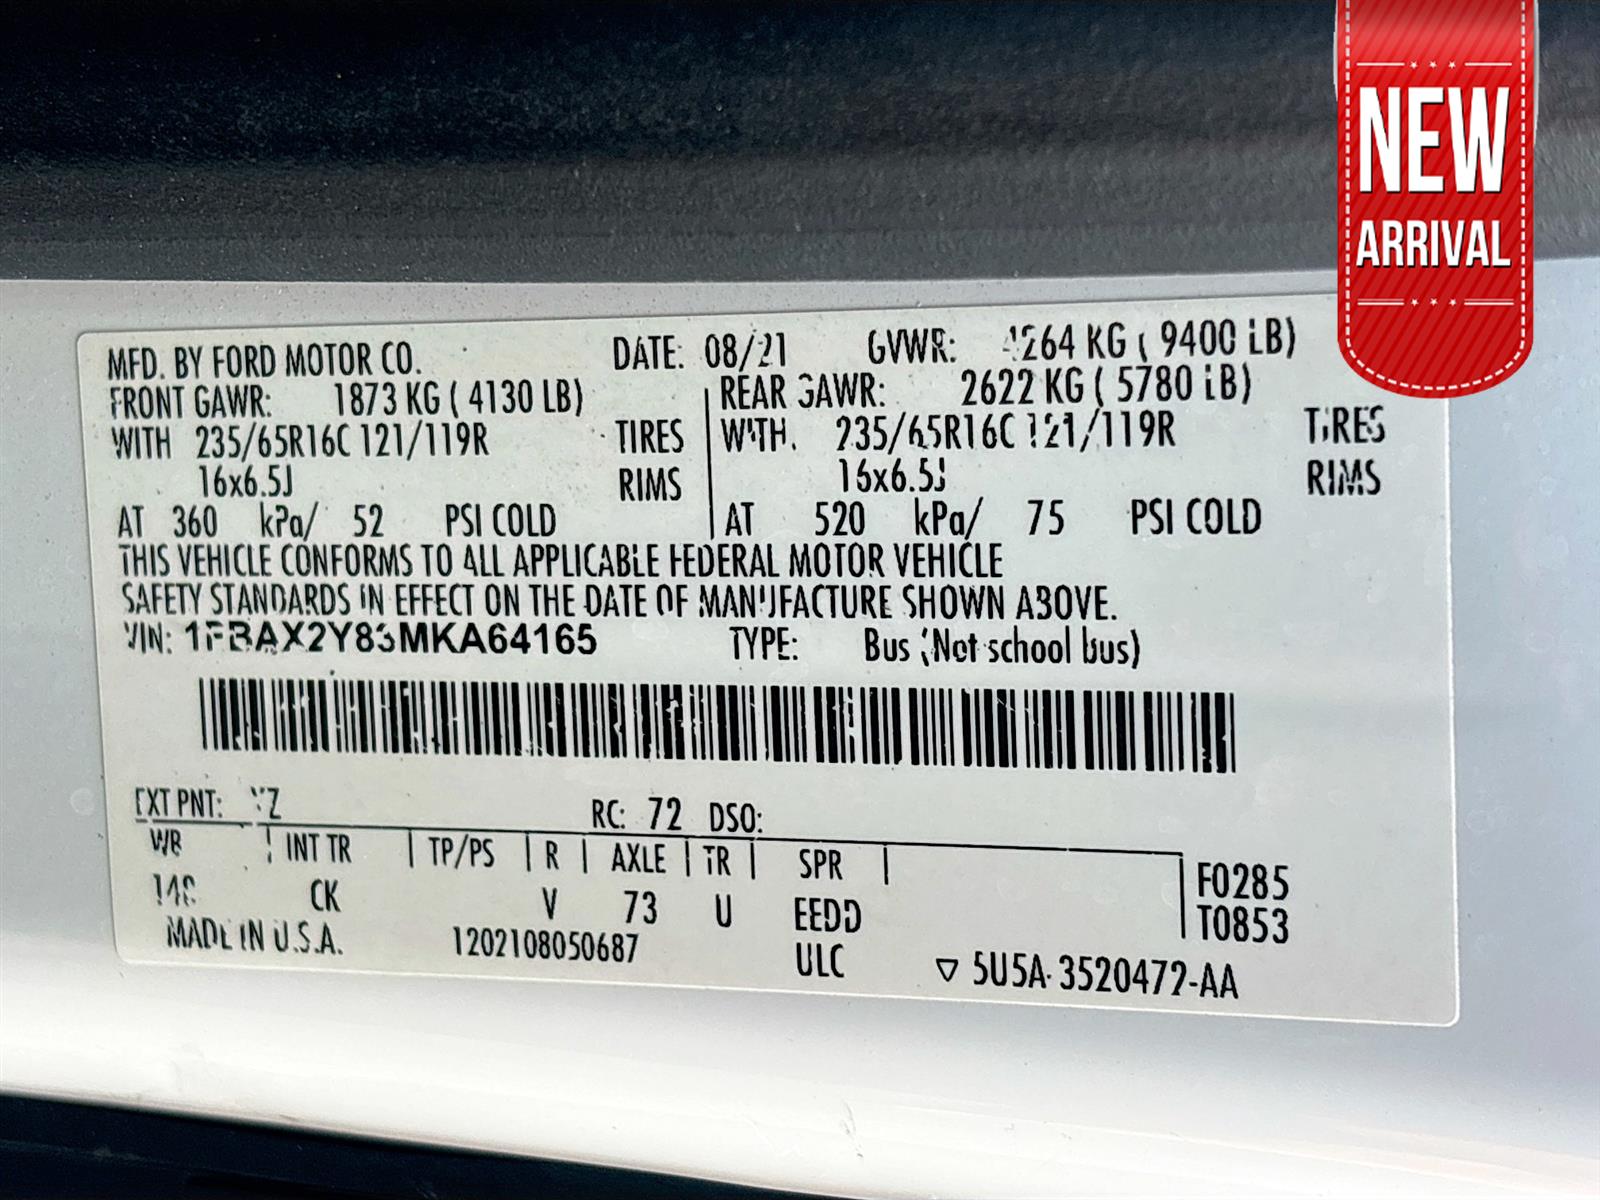 NEW
ARRIVAL
MFD. BY FORD MOTOR CO. DATE: 08/21 GVWR: 4264 KG ( 9400 LB)
FRONT GAWR: 1873 KG ( 4130 LB) REAR GAWR: 2622 KG ( 5780 LB)
WITH 235/65R16C 121/119R TIRES WITH. 235/65R16C 121/119R TIRES
16x6.5J RIMS 16x6.5J RIMS
AT 360 kPa/ 52 PSI COLD AT 520 kPa/ 75 PSI COLD
THIS VEHICLE CONFORMS TO ALL APPLICABLE FEDERAL MOTOR VEHICLE
SAFETY STANDARDS IN EFFECT ON THE DATE OF MANUFACTURE SHOWN ABOVE.
VIN: 1FBAX2Y83MKA64165 TYPE: Bus (Not school bus)
EXT PNT: YZ RC: 72 DSO:
WB INT TR TP/PS R AXLE TR SPR F0285
148 CK V 73 U EEDD T0853
MADE IN U.S.A. 1202108050687 ULC ▽ 5U5A-3520472-AA